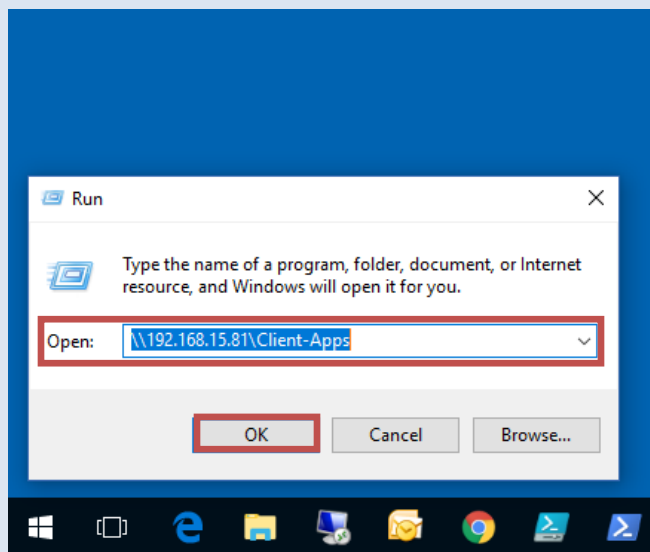 Run
Type the name of a program, folder, document, or Internet
resource, and Windows will open it for you.
Open: \\192.168.15.81\Client-Apps
OK Cancel Browse...